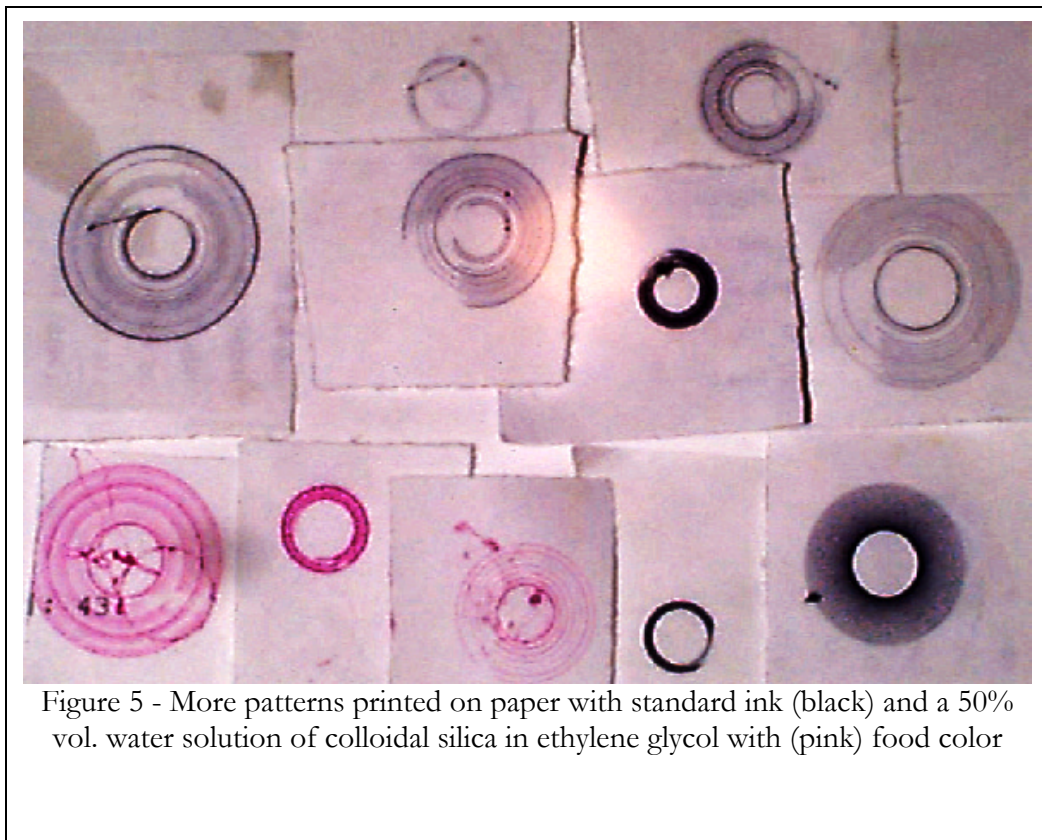 : 431
Figure 5 - More patterns printed on paper with standard ink (black) and a 50%
vol. water solution of colloidal silica in ethylene glycol with (pink) food color